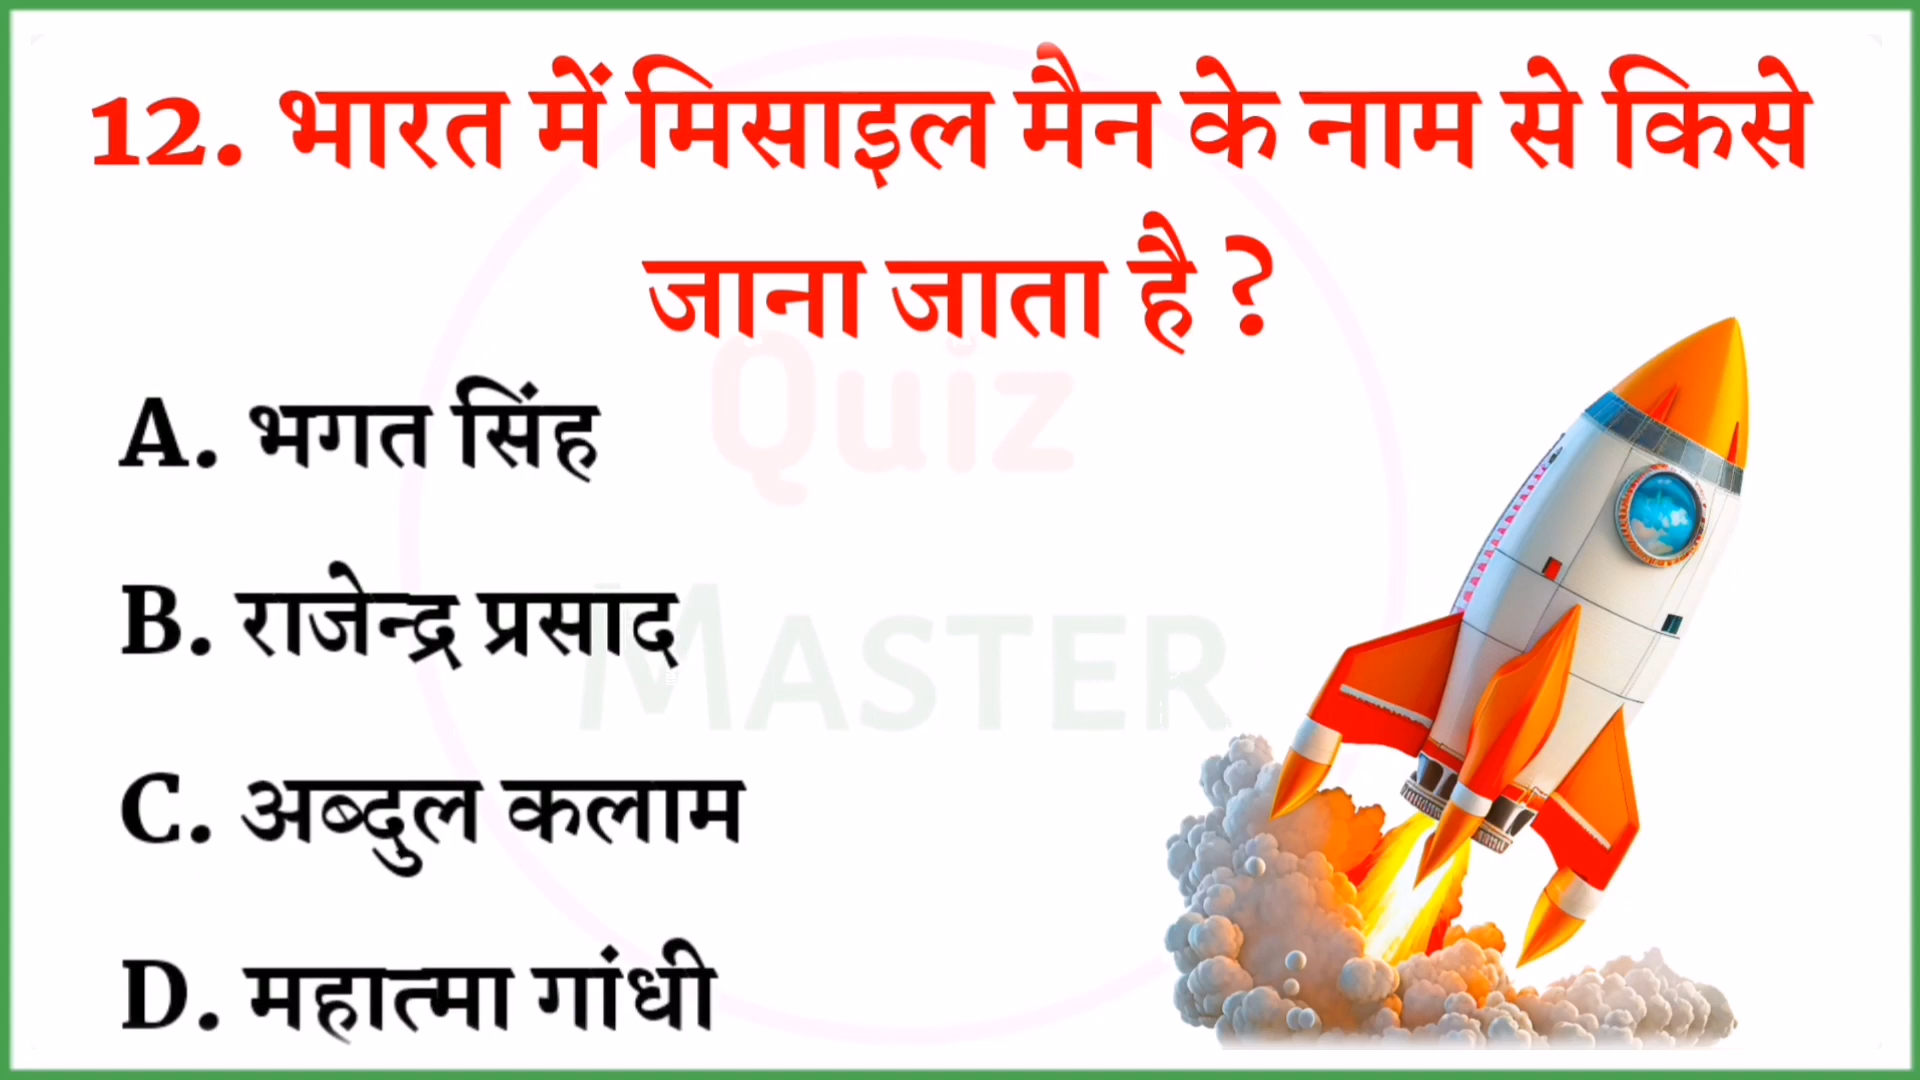 12. भारत में मिसाइल मैन के नाम से किसे
जाना जाता है ?
Quiz
A. भगत सिंह
B. राजेन्द्र प्रसाद
MASTER
C. अब्दुल कलाम
D. महात्मा गांधी